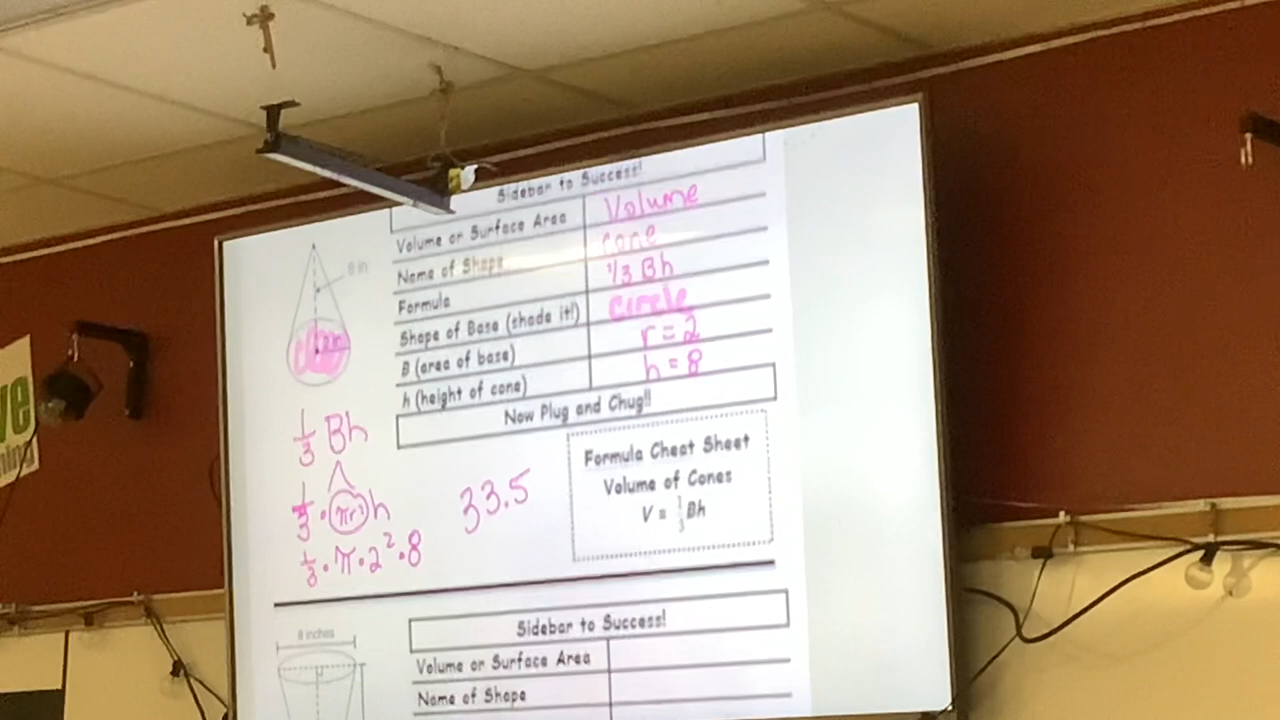 Sidebar to Success!
Volume or Surface Area Volume
Name of Shape cone
Formula 1/3 Bh
Shape of Base (shade it!) circle
B (area of base) r = 2
h (height of cone) h = 8
Now Plug and Chug!!
8 in
1/3 Bh
1/3 · πr² h
1/3 · π · 2² · 8
33.5
Formula Cheat Sheet
Volume of Cones
V = 1/3 Bh
8 inches
Sidebar to Success!
Volume or Surface Area
Name of Shape